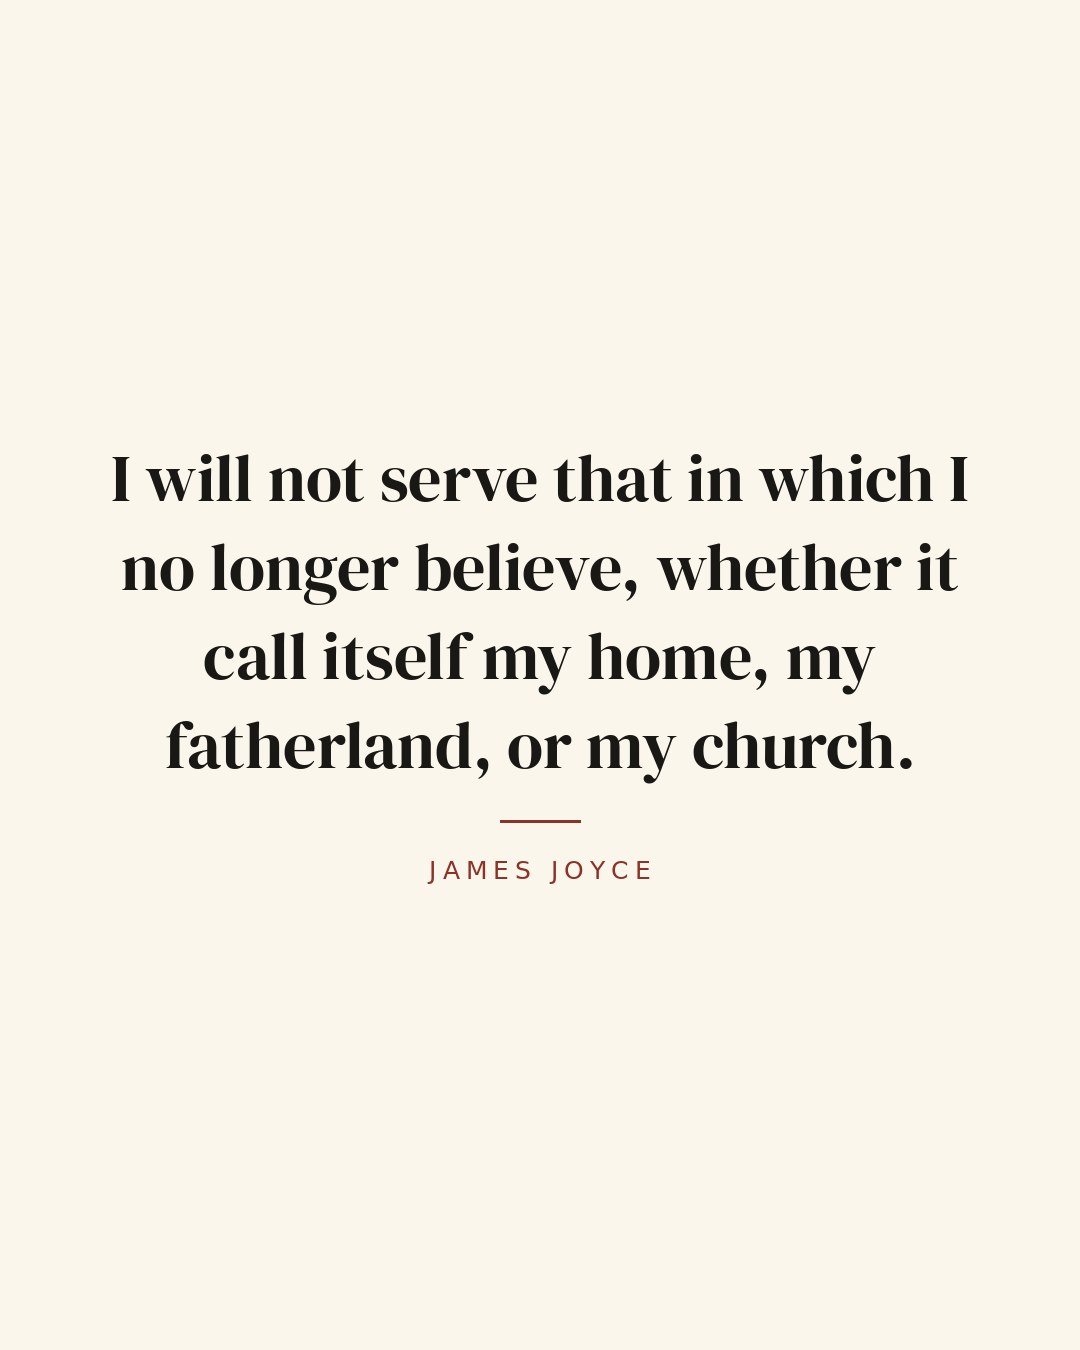 I will not serve that in which I
no longer believe, whether it
call itself my home, my
fatherland, or my church.
JAMES JOYCE